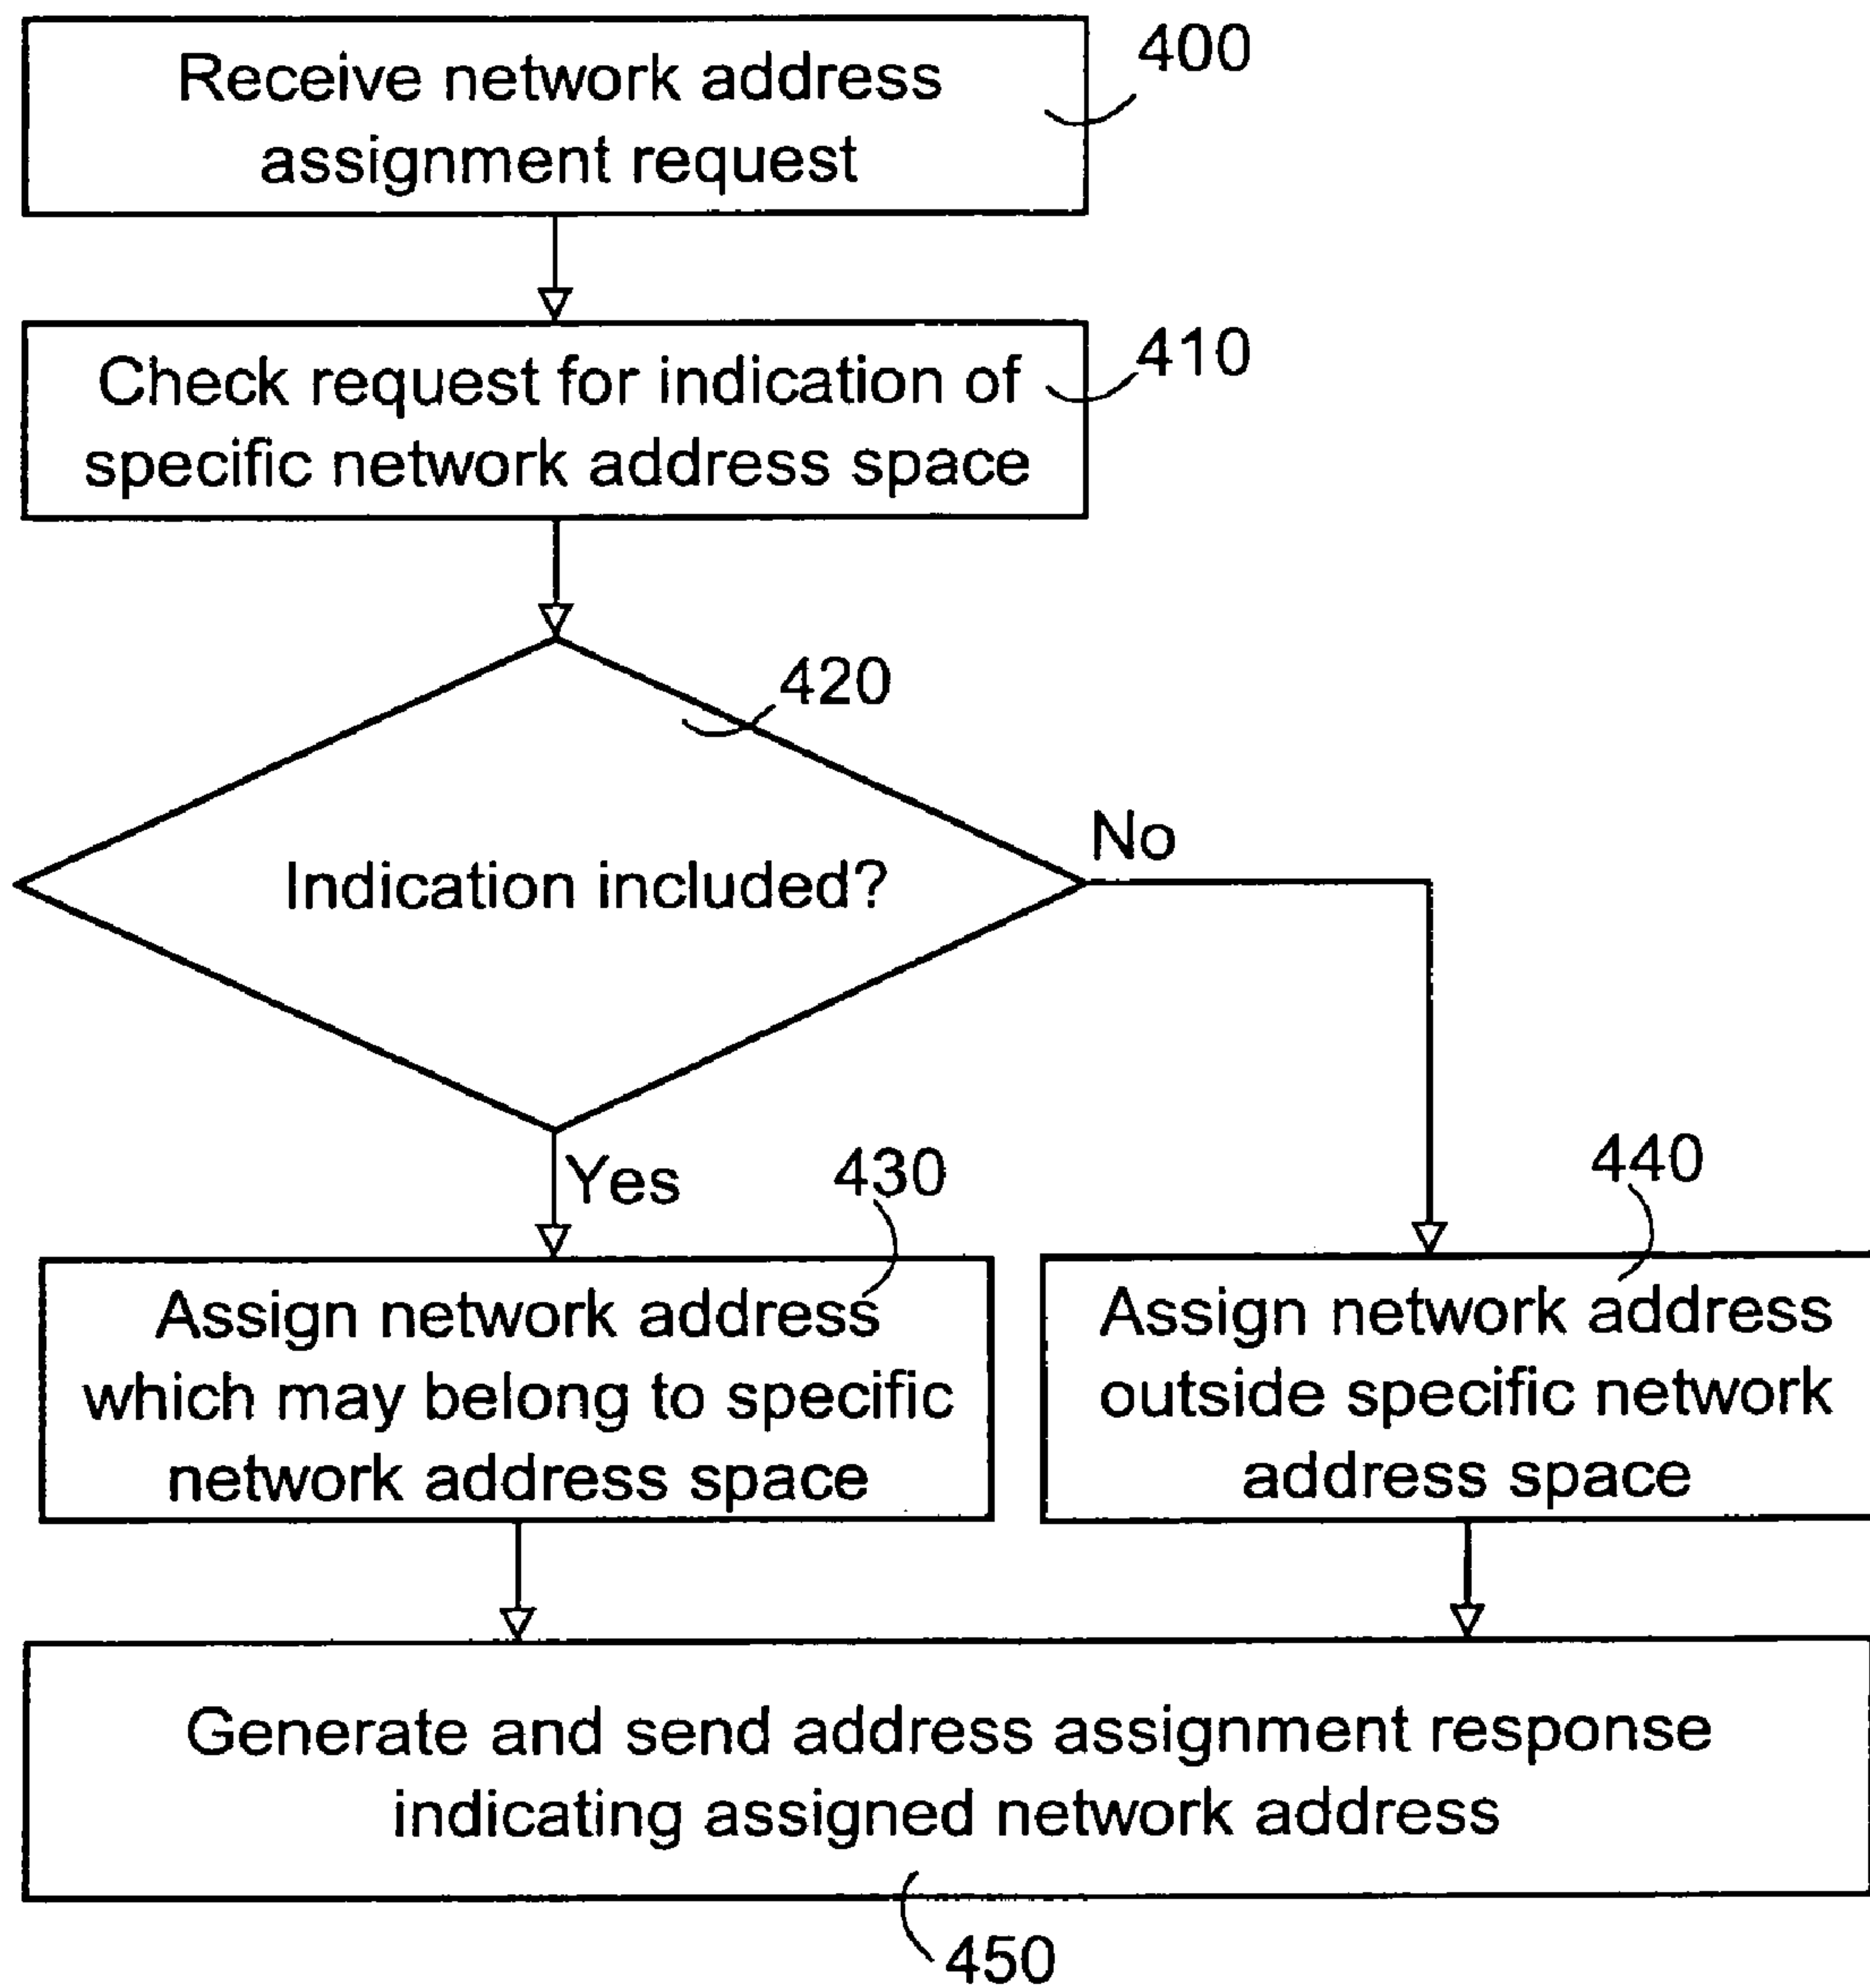 Receive network address
assignment request
400
Check request for indication of
specific network address space
410
420
Indication included?
No
Yes
430
440
Assign network address
which may belong to specific
network address space
Assign network address
outside specific network
address space
Generate and send address assignment response
indicating assigned network address
450